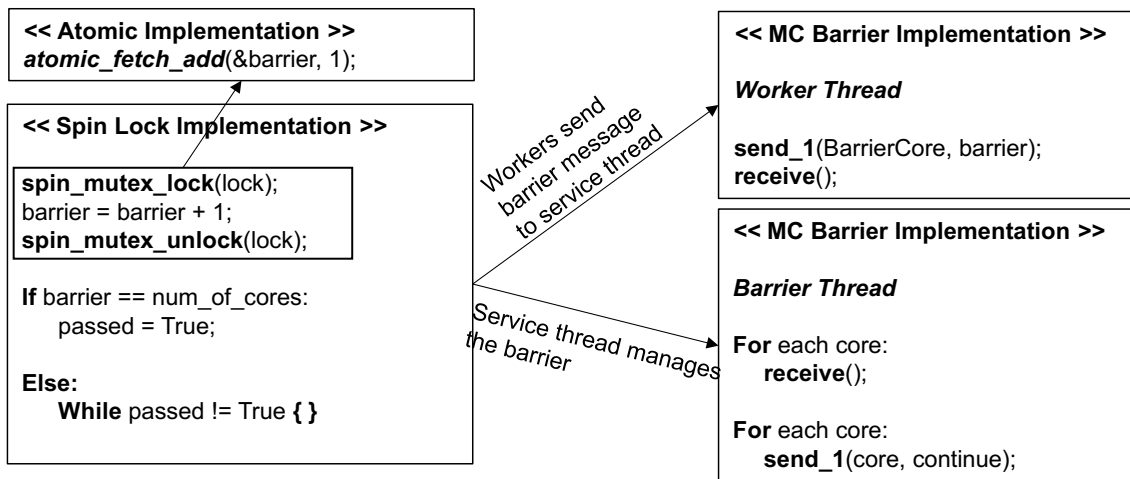 << Atomic Implementation >>
atomic_fetch_add(&barrier, 1);
<< Spin Lock Implementation >>
spin_mutex_lock(lock);
barrier = barrier + 1;
spin_mutex_unlock(lock);
If barrier == num_of_cores:
passed = True;
Else:
While passed != True { }
Workers send
barrier message
to service thread
Service thread manages
the barrier
<< MC Barrier Implementation >>
Worker Thread
send_1(BarrierCore, barrier);
receive();
<< MC Barrier Implementation >>
Barrier Thread
For each core:
receive();
For each core:
send_1(core, continue);